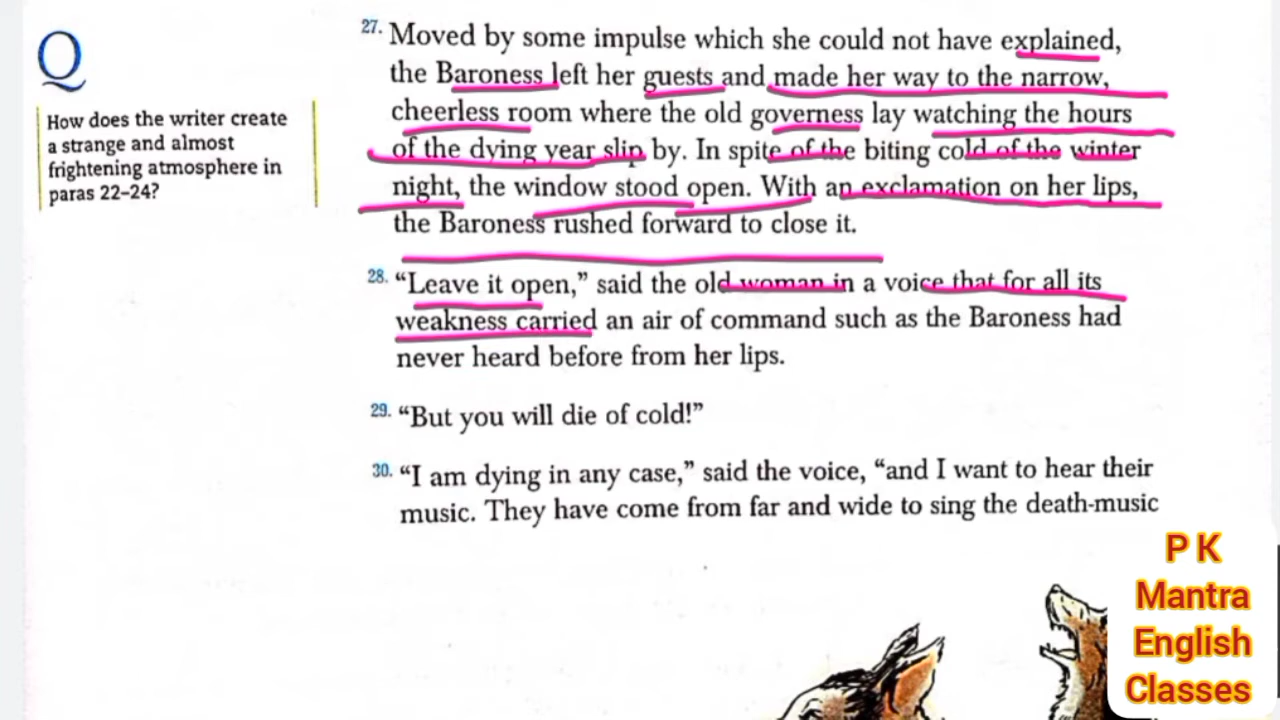 Q
How does the writer create
a strange and almost
frightening atmosphere in
paras 22–24?
27. Moved by some impulse which she could not have explained,
the Baroness left her guests and made her way to the narrow,
cheerless room where the old governess lay watching the hours
of the dying year slip by. In spite of the biting cold of the winter
night, the window stood open. With an exclamation on her lips,
the Baroness rushed forward to close it.
28. “Leave it open,” said the old woman in a voice that for all its
weakness carried an air of command such as the Baroness had
never heard before from her lips.
29. “But you will die of cold!”
30. “I am dying in any case,” said the voice, “and I want to hear their
music. They have come from far and wide to sing the death-music
P K
Mantra
English
Classes